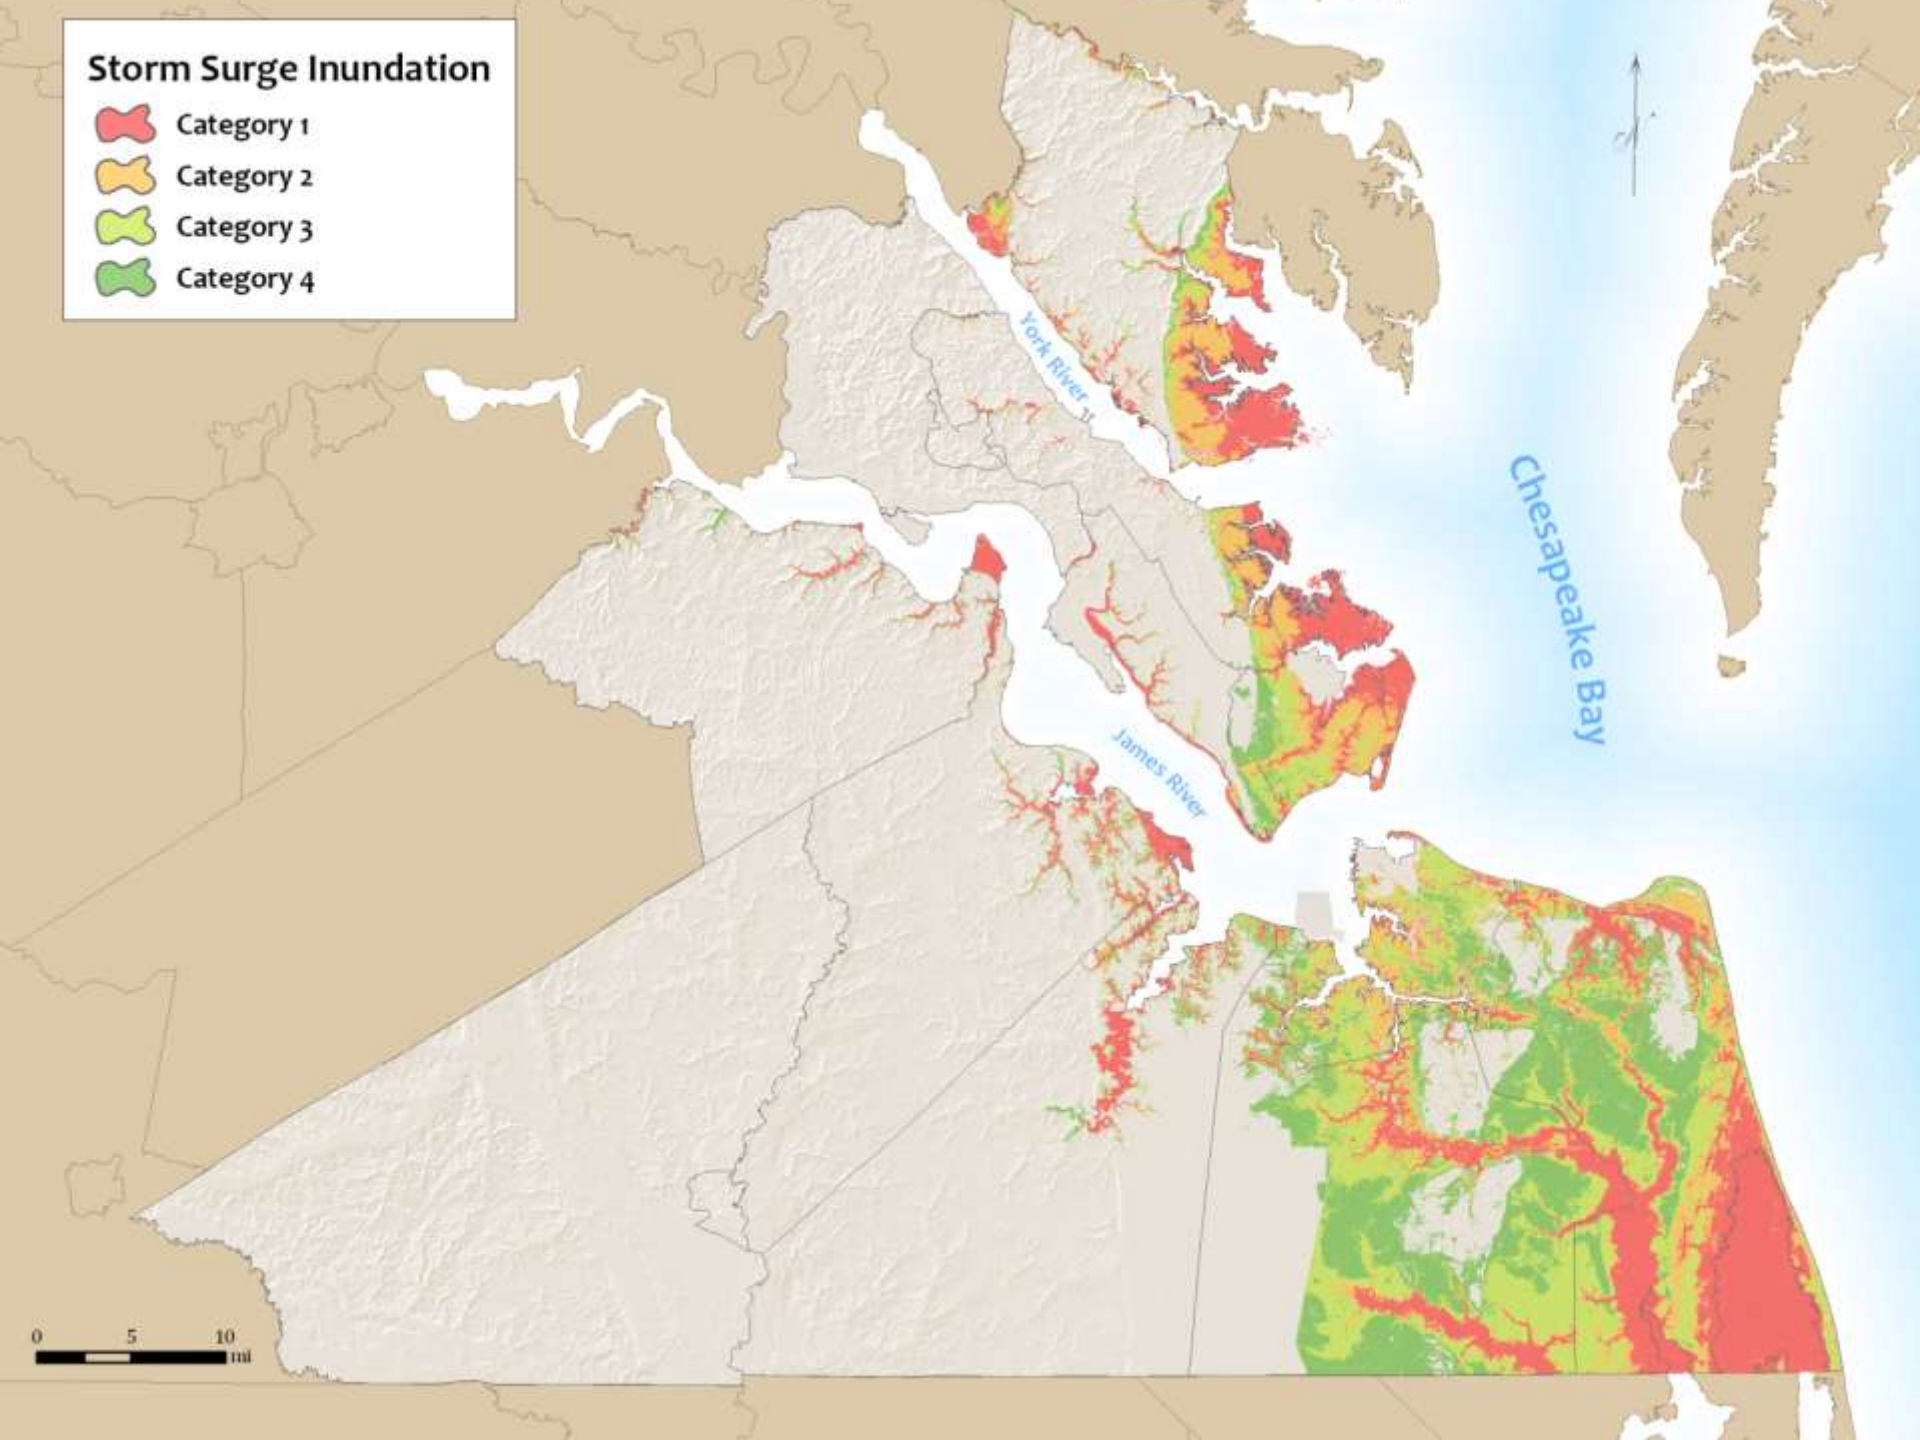 Storm Surge Inundation
Category 1
Category 2
Category 3
Category 4
York River
Chesapeake Bay
James River
0 5 10
mi